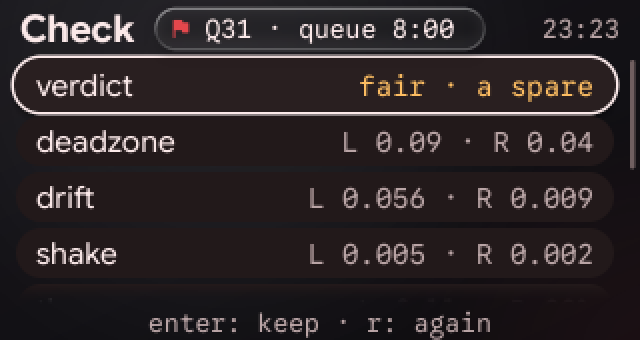 Check Q31 · queue 8:00 23:23
verdict fair · a spare
deadzone L 0.09 · R 0.04
drift L 0.056 · R 0.009
shake L 0.005 · R 0.002
enter: keep · r: again